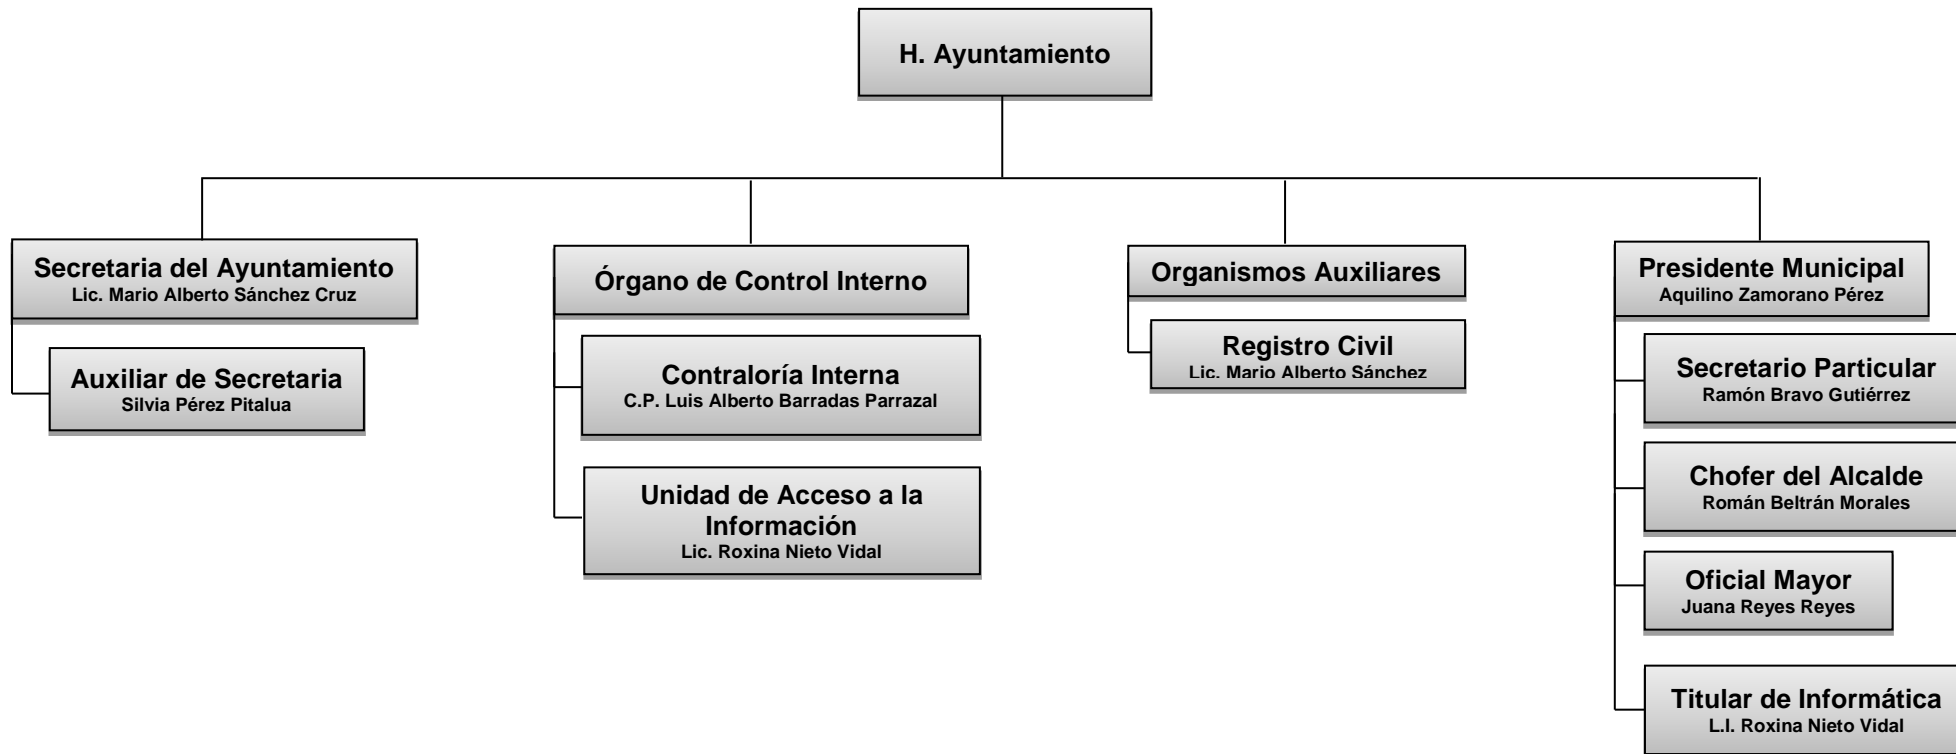 H. Ayuntamiento
Secretaria del Ayuntamiento
Lic. Mario Alberto Sánchez Cruz
Auxiliar de Secretaria
Silvia Pérez Pitalua
Órgano de Control Interno
Contraloría Interna
C.P. Luis Alberto Barradas Parrazal
Unidad de Acceso a la
Información
Lic. Roxina Nieto Vidal
Organismos Auxiliares
Registro Civil
Lic. Mario Alberto Sánchez
Presidente Municipal
Aquilino Zamorano Pérez
Secretario Particular
Ramón Bravo Gutiérrez
Chofer del Alcalde
Román Beltrán Morales
Oficial Mayor
Juana Reyes Reyes
Titular de Informática
L.I. Roxina Nieto Vidal